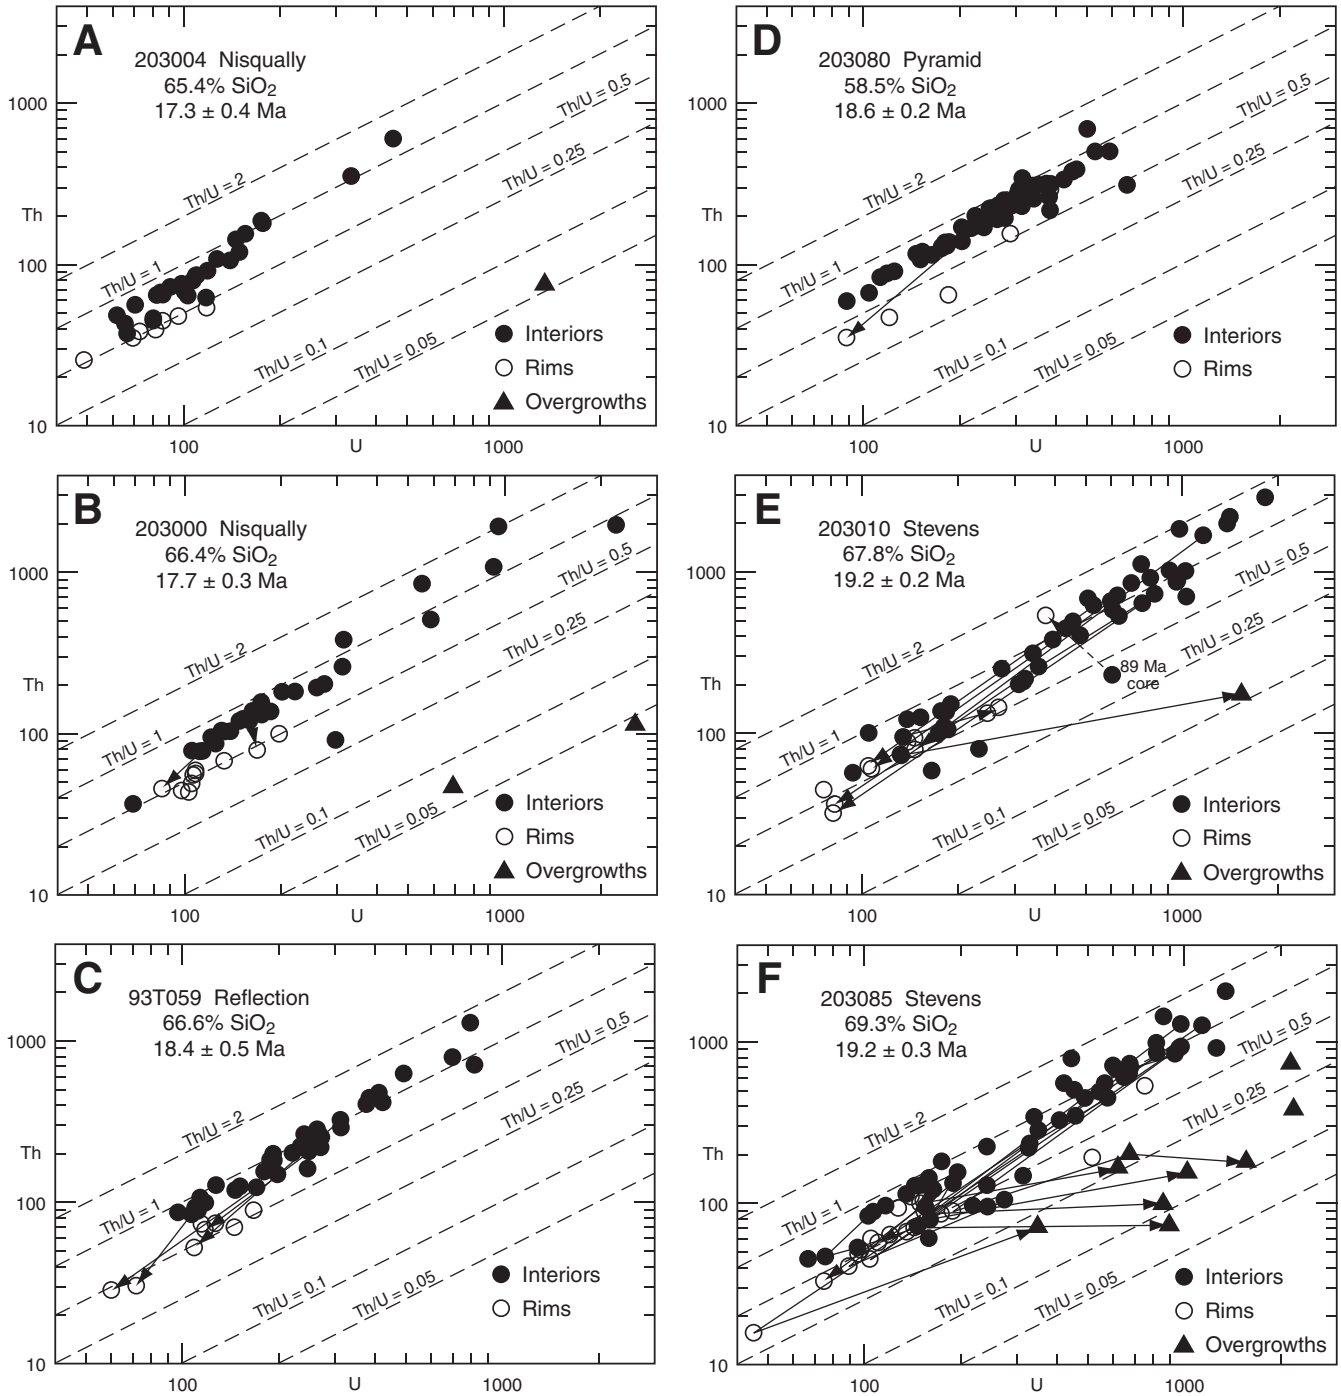 A
203004 Nisqually
65.4% SiO2
17.3 ± 0.4 Ma
Th/U = 2
Th/U = 1
Th/U = 0.5
Th/U = 0.25
Th/U = 0.1
Th/U = 0.05
1000
Th
100
10
100
U
1000
Interiors
Rims
Overgrowths
D
203080 Pyramid
58.5% SiO2
18.6 ± 0.2 Ma
Th/U = 2
Th/U = 1
Th/U = 0.5
Th/U = 0.25
Th/U = 0.1
Th/U = 0.05
1000
Th
100
10
100
U
1000
Interiors
Rims
B
203000 Nisqually
66.4% SiO2
17.7 ± 0.3 Ma
Th/U = 2
Th/U = 1
Th/U = 0.5
Th/U = 0.25
Th/U = 0.1
Th/U = 0.05
1000
Th
100
10
100
U
1000
Interiors
Rims
Overgrowths
E
203010 Stevens
67.8% SiO2
19.2 ± 0.2 Ma
Th/U = 2
Th/U = 1
Th/U = 0.5
Th/U = 0.25
Th/U = 0.1
Th/U = 0.05
89 Ma
core
1000
Th
100
10
100
U
1000
Interiors
Rims
Overgrowths
C
93T059 Reflection
66.6% SiO2
18.4 ± 0.5 Ma
Th/U = 2
Th/U = 1
Th/U = 0.5
Th/U = 0.25
Th/U = 0.1
Th/U = 0.05
1000
Th
100
10
100
U
1000
Interiors
Rims
F
203085 Stevens
69.3% SiO2
19.2 ± 0.3 Ma
Th/U = 2
Th/U = 1
Th/U = 0.5
Th/U = 0.25
Th/U = 0.1
Th/U = 0.05
1000
Th
100
10
100
U
1000
Interiors
Rims
Overgrowths